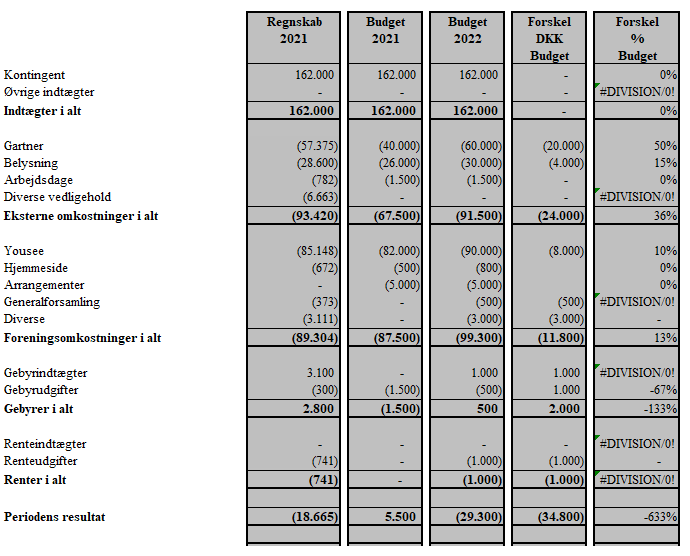 Regnskab Budget Budget Forskel Forskel
2021 2021 2022 DKK %
Budget Budget
Kontingent 162.000 162.000 162.000 - 0%
Øvrige indtægter - - - - #DIVISION/0!
Indtægter i alt 162.000 162.000 162.000 - 0%
Gartner (57.375) (40.000) (60.000) (20.000) 50%
Belysning (28.600) (26.000) (30.000) (4.000) 15%
Arbejdsdage (782) (1.500) (1.500) - 0%
Diverse vedligehold (6.663) - - - #DIVISION/0!
Eksterne omkostninger i alt (93.420) (67.500) (91.500) (24.000) 36%
Yousee (85.148) (82.000) (90.000) (8.000) 10%
Hjemmeside (672) (500) (800) 0%
Arrangementer - (5.000) (5.000) 0%
Generalforsamling (373) - (500) (500) #DIVISION/0!
Diverse (3.111) - (3.000) (3.000) -
Foreningsomkostninger i alt (89.304) (87.500) (99.300) (11.800) 13%
Gebyrindtægter 3.100 - 1.000 1.000 #DIVISION/0!
Gebyrudgifter (300) (1.500) (500) 1.000 -67%
Gebyrer i alt 2.800 (1.500) 500 2.000 -133%
Renteindtægter - - - - #DIVISION/0!
Renteudgifter (741) - (1.000) (1.000) -
Renter i alt (741) - (1.000) (1.000) #DIVISION/0!
Periodens resultat (18.665) 5.500 (29.300) (34.800) -633%